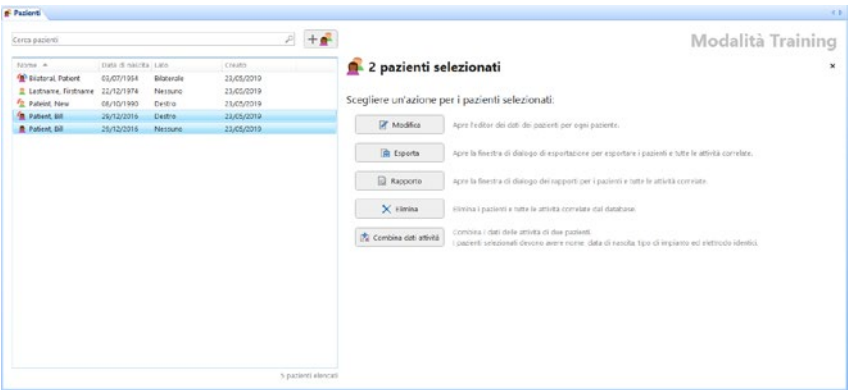 Pazienti
Cerca pazienti
Modalità Training
Nome Data di nascita Lato Creato
Bilateral, Patient 03/07/1954 Bilaterale 23/05/2019
Lastname, Firstname 22/12/1974 Nessuno 23/05/2019
Pateint, New 06/10/1990 Destro 23/05/2019
Patient, Bill 29/12/2016 Destro 23/05/2019
Patient, Bill 29/12/2016 Nessuno 23/05/2019
5 pazienti elencati
2 pazienti selezionati
Scegliere un'azione per i pazienti selezionati:
Modifica Apre l'editor dei dati dei pazienti per ogni paziente.
Esporta Apre la finestra di dialogo di esportazione per esportare i pazienti e tutte le attività correlate.
Rapporto Apre la finestra di dialogo dei rapporti per i pazienti e tutte le attività correlate.
Elimina Elimina i pazienti e tutte le attività correlate dal database.
Combina dati attività Combina i dati delle attività di due pazienti.
I pazienti selezionati devono avere nome, data di nascita, tipo di impianto ed elettrodo identici.